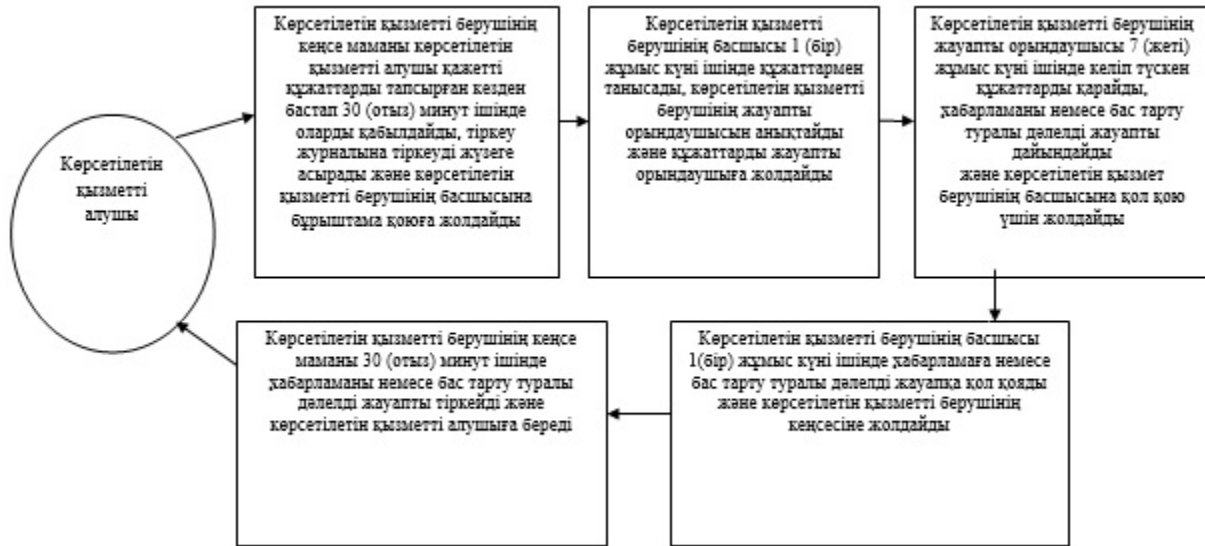 Көрсетілетін
қызметті
алушы
Көрсетілетін қызметті берушінің
кеңсе маманы көрсетілетін
қызметті алушы қажетті
құжаттарды тапсырған кезден
бастап 30 (отыз) минут ішінде
оларды қабылдайды, тіркеу
журналына тіркеуді жүзеге
асырады және көрсетілетін
қызметті берушінің басшысына
бұрыштама қоюға жолдайды
Көрсетілетін қызметті
берушінің басшысы 1 (бір)
жұмыс күні ішінде құжаттармен
танысады, көрсетілетін қызметті
берушінің жауапты
орындаушысын анықтайды
және құжаттарды жауапты
орындаушыға жолдайды
Көрсетілетін қызметті берушінің
жауапты орындаушысы 7 (жеті)
жұмыс күні ішінде келіп түскен
құжаттарды қарайды,
хабарламаны немесе бас тарту
туралы дәлелді жауапты
дайындайды
және көрсетілетін қызмет
берушінің басшысына қол қою
үшін жолдайды
Көрсетілетін қызметті берушінің басшысы
1(бір) жұмыс күні ішінде хабарламаға немесе
бас тарту туралы дәлелді жауапқа қол қояды
және көрсетілетін қызметті берушінің
кеңсесіне жолдайды
Көрсетілетін қызметті берушінің кеңсе
маманы 30 (отыз) минут ішінде
хабарламаны немесе бас тарту туралы
дәлелді жауапты тіркейді және
көрсетілетін қызметті алушыға береді